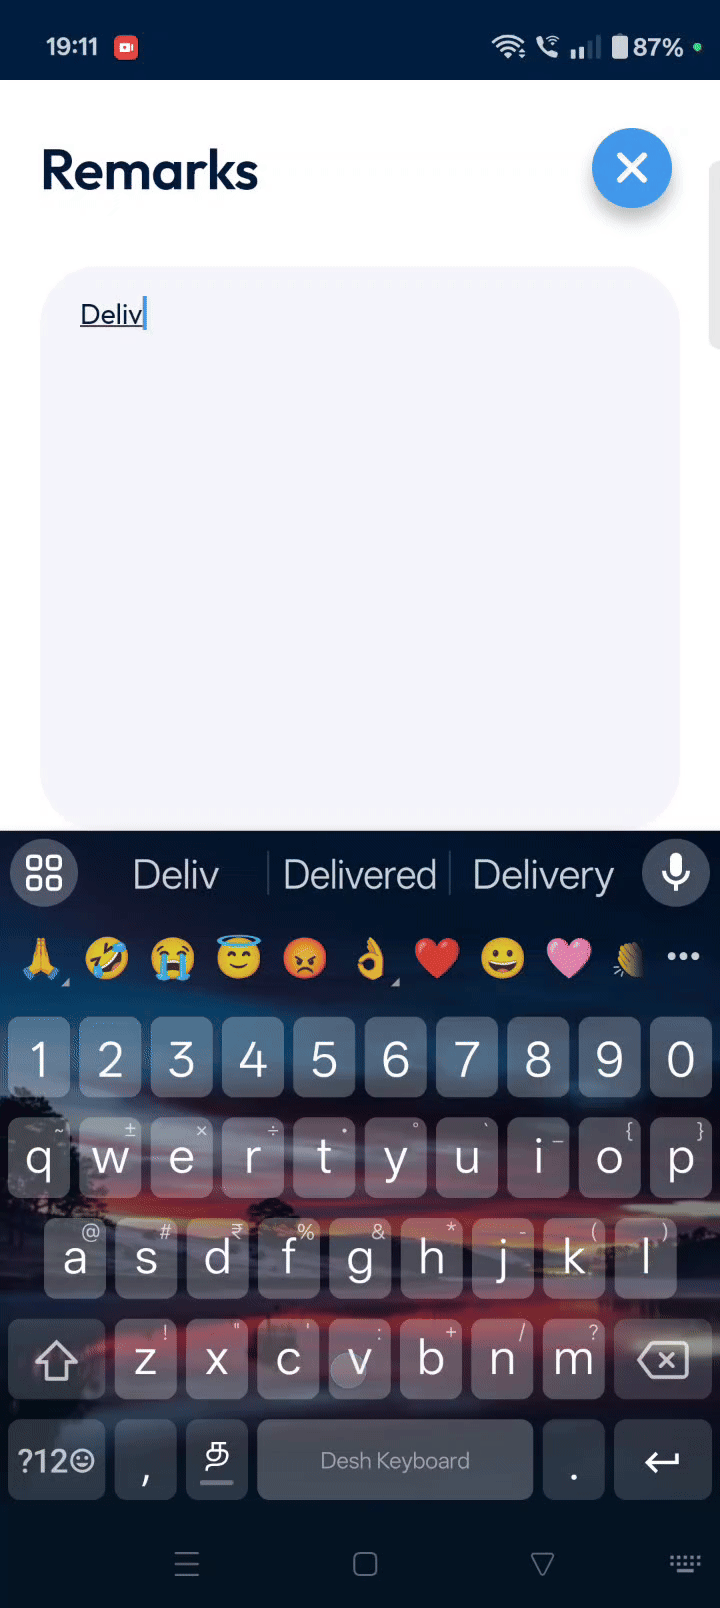 19:11
87%
Remarks
Deliv
Deliv Delivered Delivery
1 2 3 4 5 6 7 8 9 0
~ ± × ÷ • ° ` _ { }
q w e r t y u i o p
@ # ₹ % & * - ( )
a s d f g h j k l
! " ' : + / ?
z x c v b n m
?12 , த Desh Keyboard .